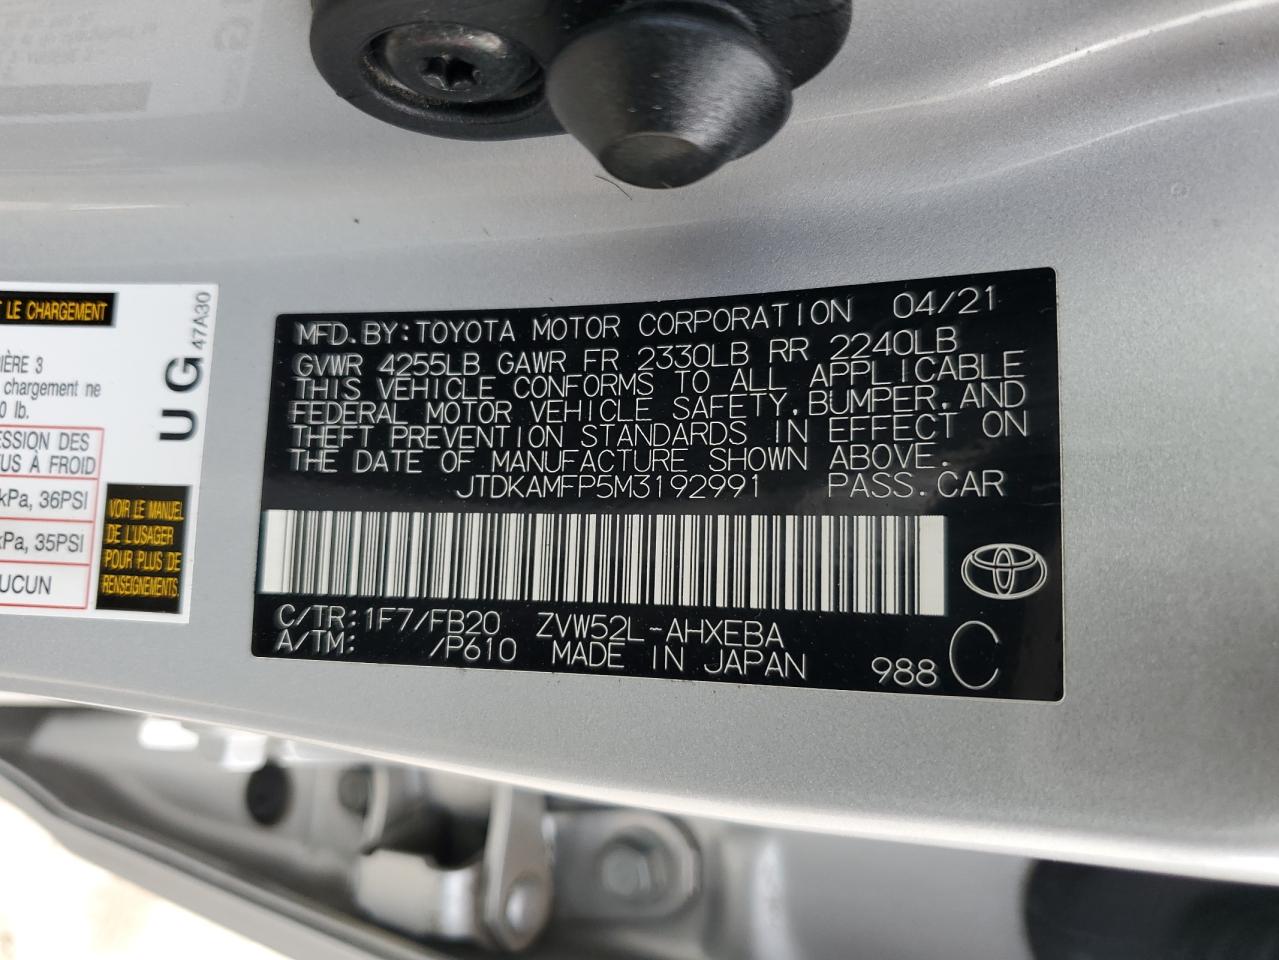 T LE CHARGEMENT
IÈRE 3
chargement ne
0 lb.
ESSION DES
US À FROID
kPa, 36PSI
kPa, 35PSI
UCUN
VOIR LE MANUEL
DE L'USAGER
POUR PLUS DE
RENSEIGNEMENTS.
UG 47A30
MFD. BY: TOYOTA MOTOR CORPORATION 04/21
GVWR 4255LB GAWR FR 2330LB RR 2240LB
THIS VEHICLE CONFORMS TO ALL APPLICABLE
FEDERAL MOTOR VEHICLE SAFETY, BUMPER, AND
THEFT PREVENTION STANDARDS IN EFFECT ON
THE DATE OF MANUFACTURE SHOWN ABOVE.
JTDKAMFP5M3192991 PASS. CAR
C/TR: 1F7/FB20 ZVW52L-AHXEBA
A/TM: /P610 MADE IN JAPAN 988 C